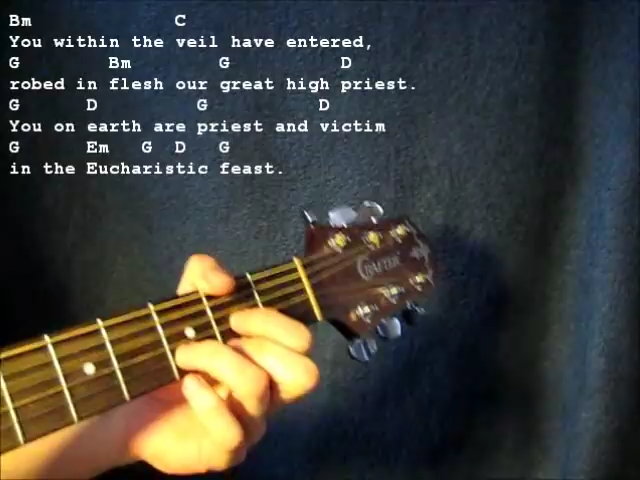 Bm C
You within the veil have entered,
G Bm G D
robed in flesh our great high priest.
G D G D
You on earth are priest and victim
G Em G D G
in the Eucharistic feast.
CRAFTER